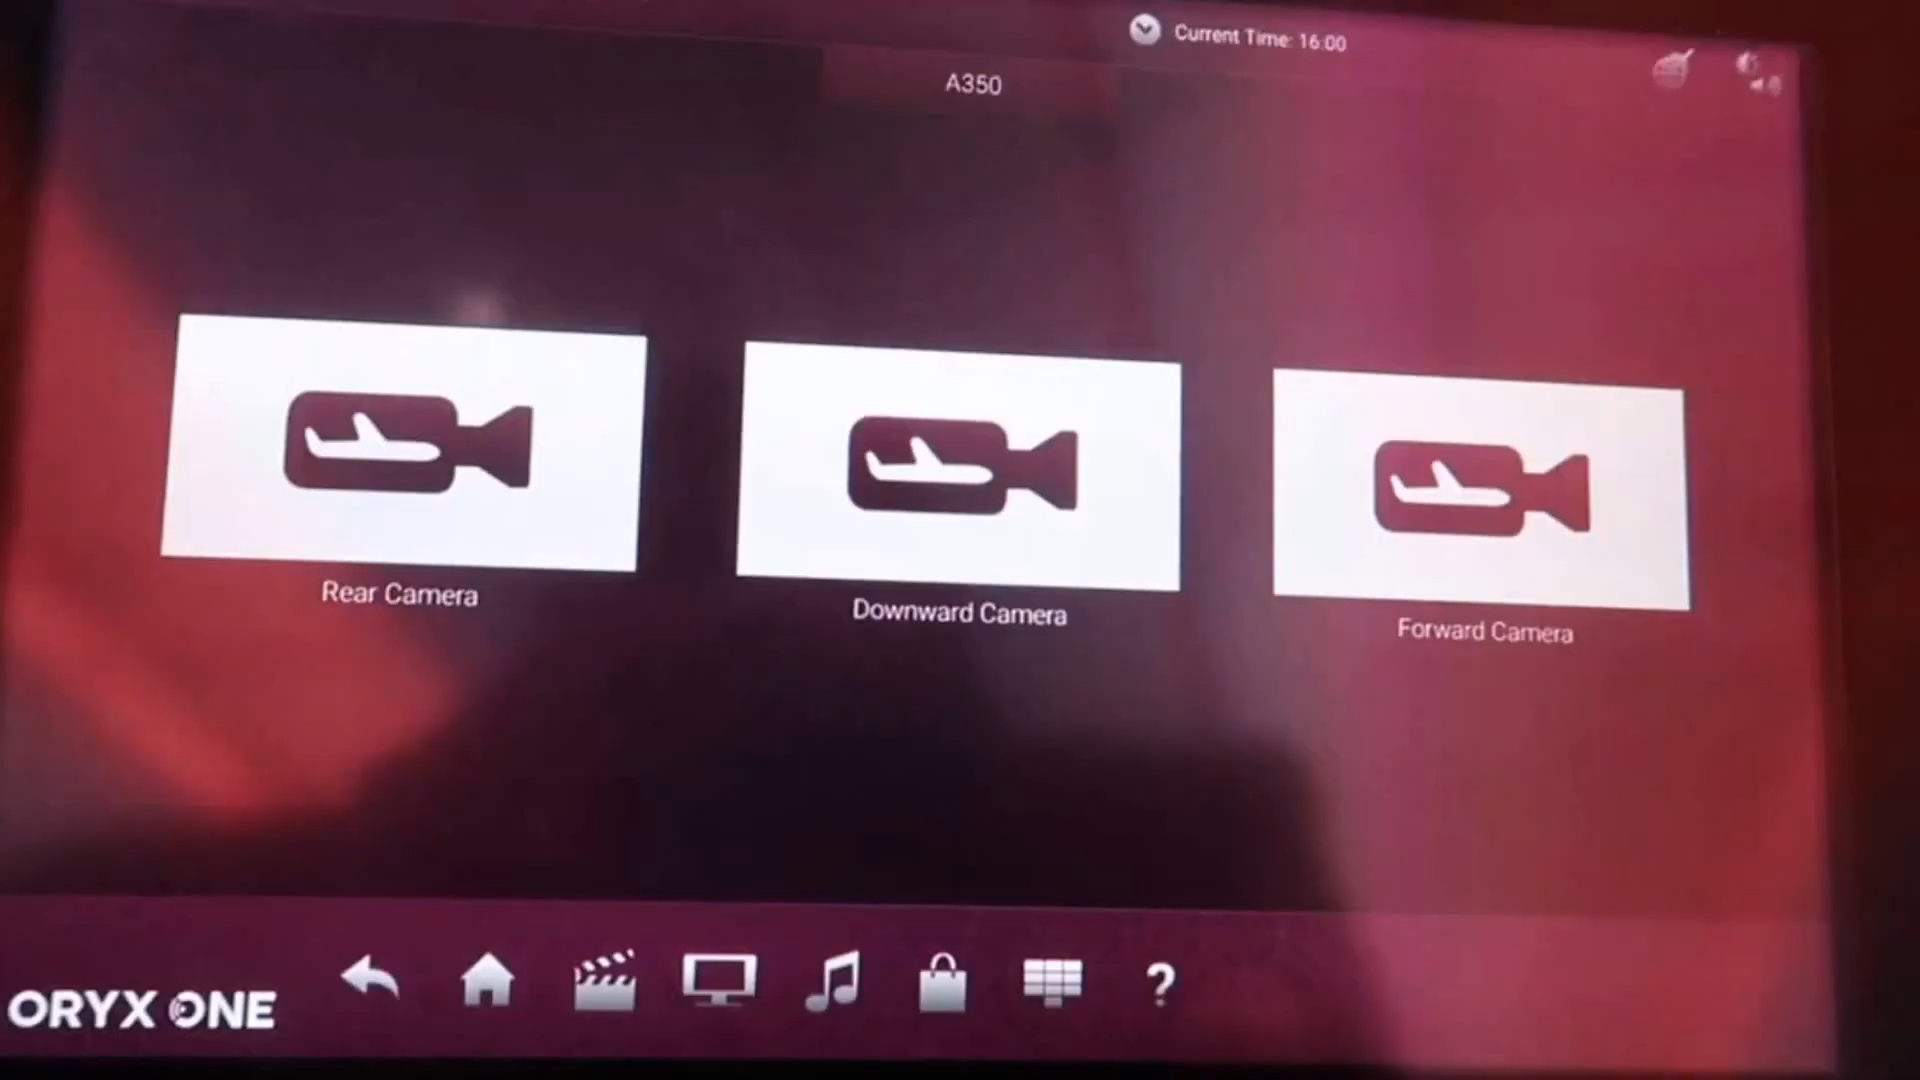 Current Time: 16:00
A350
Rear Camera
Downward Camera
Forward Camera
ORYX ONE
?